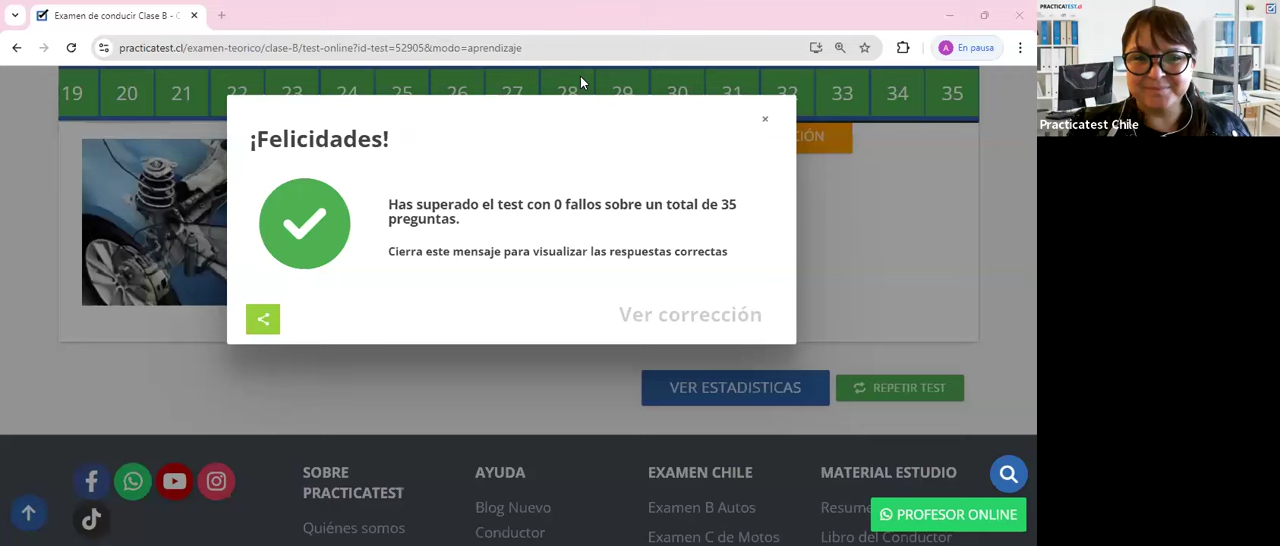 Examen de conducir Clase B - C
practicatest.cl/examen-teorico/clase-B/test-online?id-test=52905&modo=aprendizaje
A En pausa
PRACTICATEST.cl
Practicatest Chile
19 20 21 22 23 24 25 26 27 28 29 30 31 32 33 34 35
¡Felicidades!
Has superado el test con 0 fallos sobre un total de 35
preguntas.
Cierra este mensaje para visualizar las respuestas correctas
Ver corrección
VER ESTADISTICAS
REPETIR TEST
SOBRE
PRACTICATEST
Quiénes somos
AYUDA
Blog Nuevo
Conductor
EXAMEN CHILE
Examen B Autos
Examen C de Motos
MATERIAL ESTUDIO
Libro del Conductor
PROFESOR ONLINE